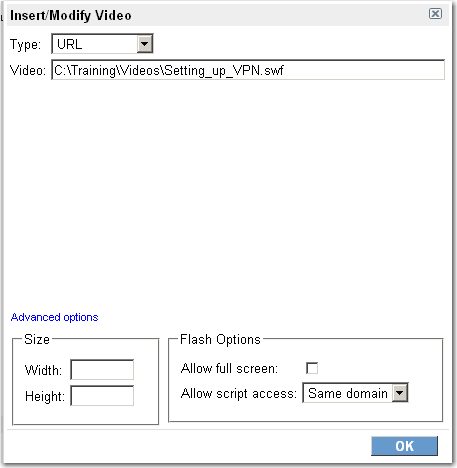 Insert/Modify Video
Type: URL
Video: C:\Training\Videos\Setting_up_VPN.swf
Advanced options
Size
Flash Options
Width:
Allow full screen:
Height:
Allow script access: Same domain
OK